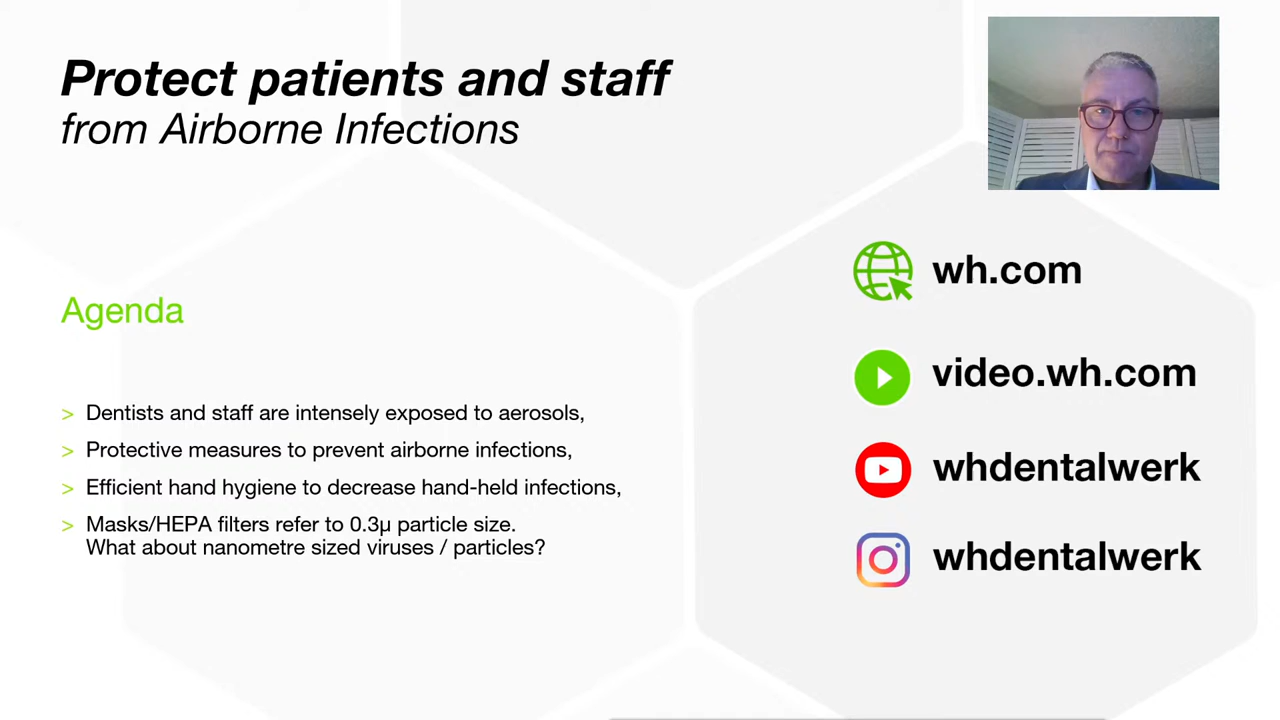 Protect patients and staff
from Airborne Infections
Agenda
> Dentists and staff are intensely exposed to aerosols,
> Protective measures to prevent airborne infections,
> Efficient hand hygiene to decrease hand-held infections,
> Masks/HEPA filters refer to 0.3µ particle size.
What about nanometre sized viruses / particles?
wh.com
video.wh.com
whdentalwerk
whdentalwerk